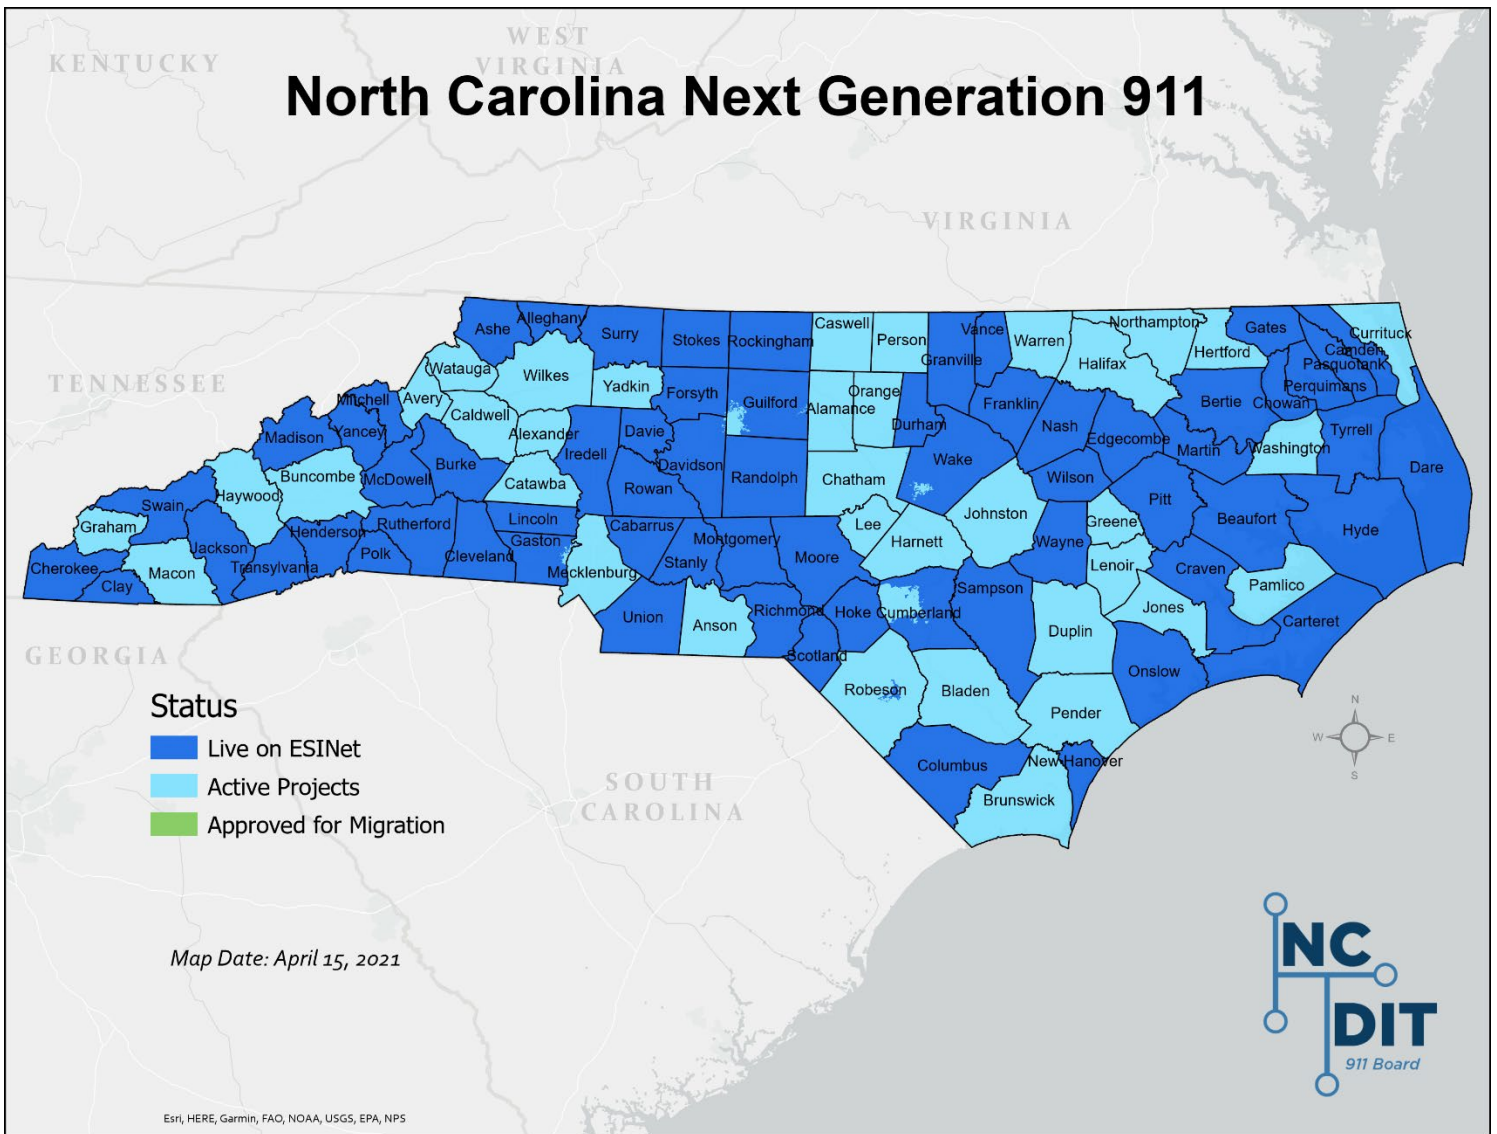 KENTUCKY
WEST
VIRGINIA
North Carolina Next Generation 911
VIRGINIA
TENNESSEE
GEORGIA
SOUTH
CAROLINA
Ashe
Alleghany
Surry
Stokes
Rockingham
Caswell
Person
Granville
Vance
Warren
Northampton
Halifax
Hertford
Gates
Currituck
Camden
Pasquotank
Perquimans
Chowan
Bertie
Watauga
Wilkes
Yadkin
Forsyth
Guilford
Alamance
Orange
Durham
Franklin
Nash
Edgecombe
Martin
Washington
Tyrrell
Dare
Mitchell
Avery
Caldwell
Alexander
Madison
Yancey
Iredell
Davie
Davidson
Randolph
Chatham
Wake
Wilson
Pitt
Beaufort
Hyde
Buncombe
McDowell
Burke
Catawba
Rowan
Haywood
Swain
Graham
Cherokee
Clay
Macon
Jackson
Transylvania
Henderson
Polk
Rutherford
Cleveland
Lincoln
Gaston
Mecklenburg
Cabarrus
Stanly
Montgomery
Moore
Lee
Harnett
Johnston
Wayne
Greene
Lenoir
Craven
Pamlico
Jones
Carteret
Union
Anson
Richmond
Scotland
Hoke
Cumberland
Sampson
Duplin
Onslow
Robeson
Bladen
Pender
Columbus
New Hanover
Brunswick
N
W
E
S
Status
Live on ESINet
Active Projects
Approved for Migration
Map Date: April 15, 2021
NC
DIT
911 Board
Esri, HERE, Garmin, FAO, NOAA, USGS, EPA, NPS